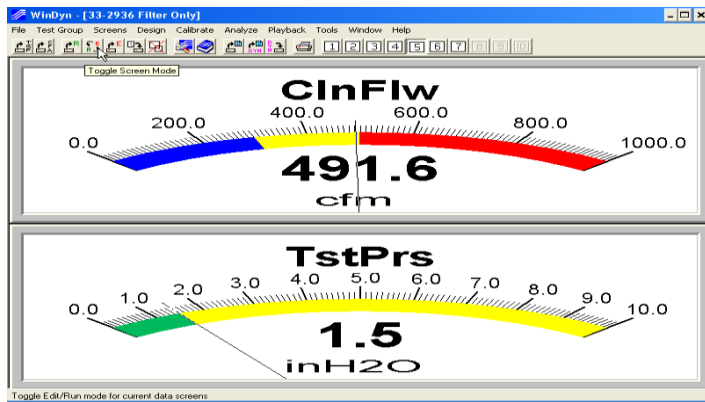 WinDyn - [33-2936 Filter Only]
File Test Group Screens Design Calibrate Analyze Playback Tools Window Help
1 2 3 4 5 6 7 8 9 10
Toggle Screen Mode
ClnFlw
0.0 200.0 400.0 600.0 800.0 1000.0
491.6
cfm
TstPrs
0.0 1.0 2.0 3.0 4.0 5.0 6.0 7.0 8.0 9.0 10.0
1.5
inH2O
Toggle Edit/Run mode for current data screens